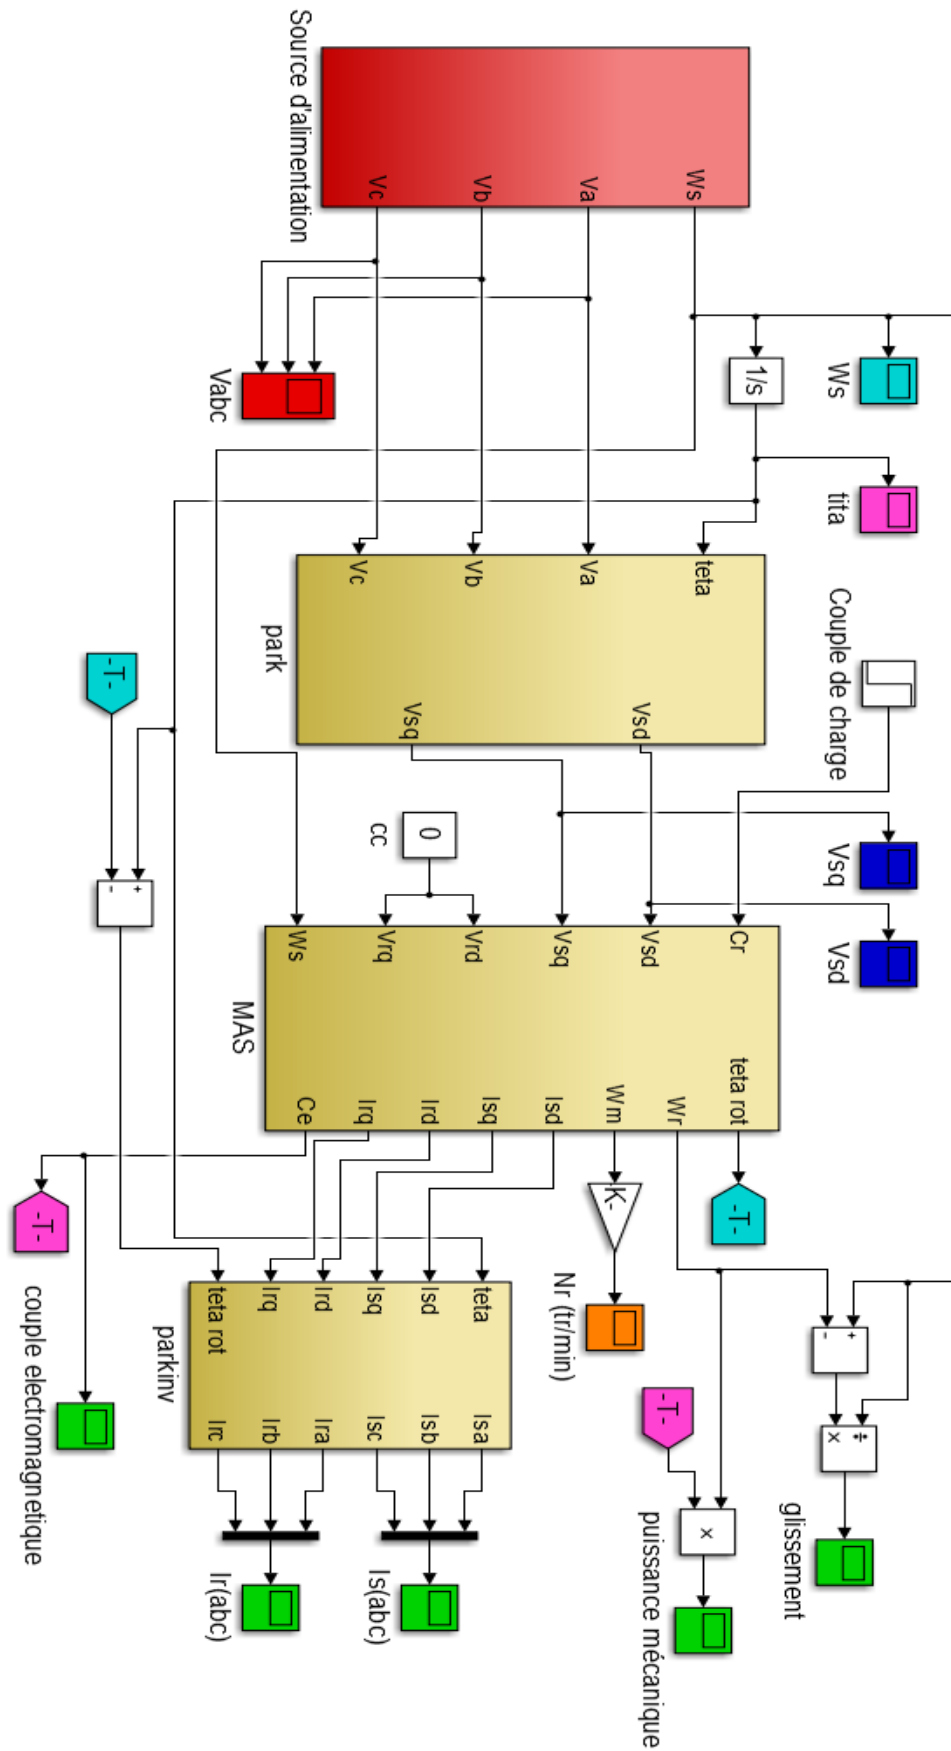 Source d'alimentation
Ws
Va
Vb
Vc
Vabc
Ws
1/s
tita
teta
Va
Vb
Vc
park
Vsd
Vsq
Couple de charge
-T-
+
-
0
cc
Vsq
Vsd
Cr
Vsd
Vsq
Vrd
Vrq
Ws
MAS
teta rot
Wr
Wm
Isd
Isq
Ird
Irq
Ce
-T-
-K-
Nr (tr/min)
-T-
couple electromagnetique
teta
Isd
Isq
Ird
Irq
teta rot
parkinv
Isa
Isb
Isc
Ira
Irb
Irc
Is(abc)
Ir(abc)
+
-
÷
x
glissement
-T-
x
puissance mécanique